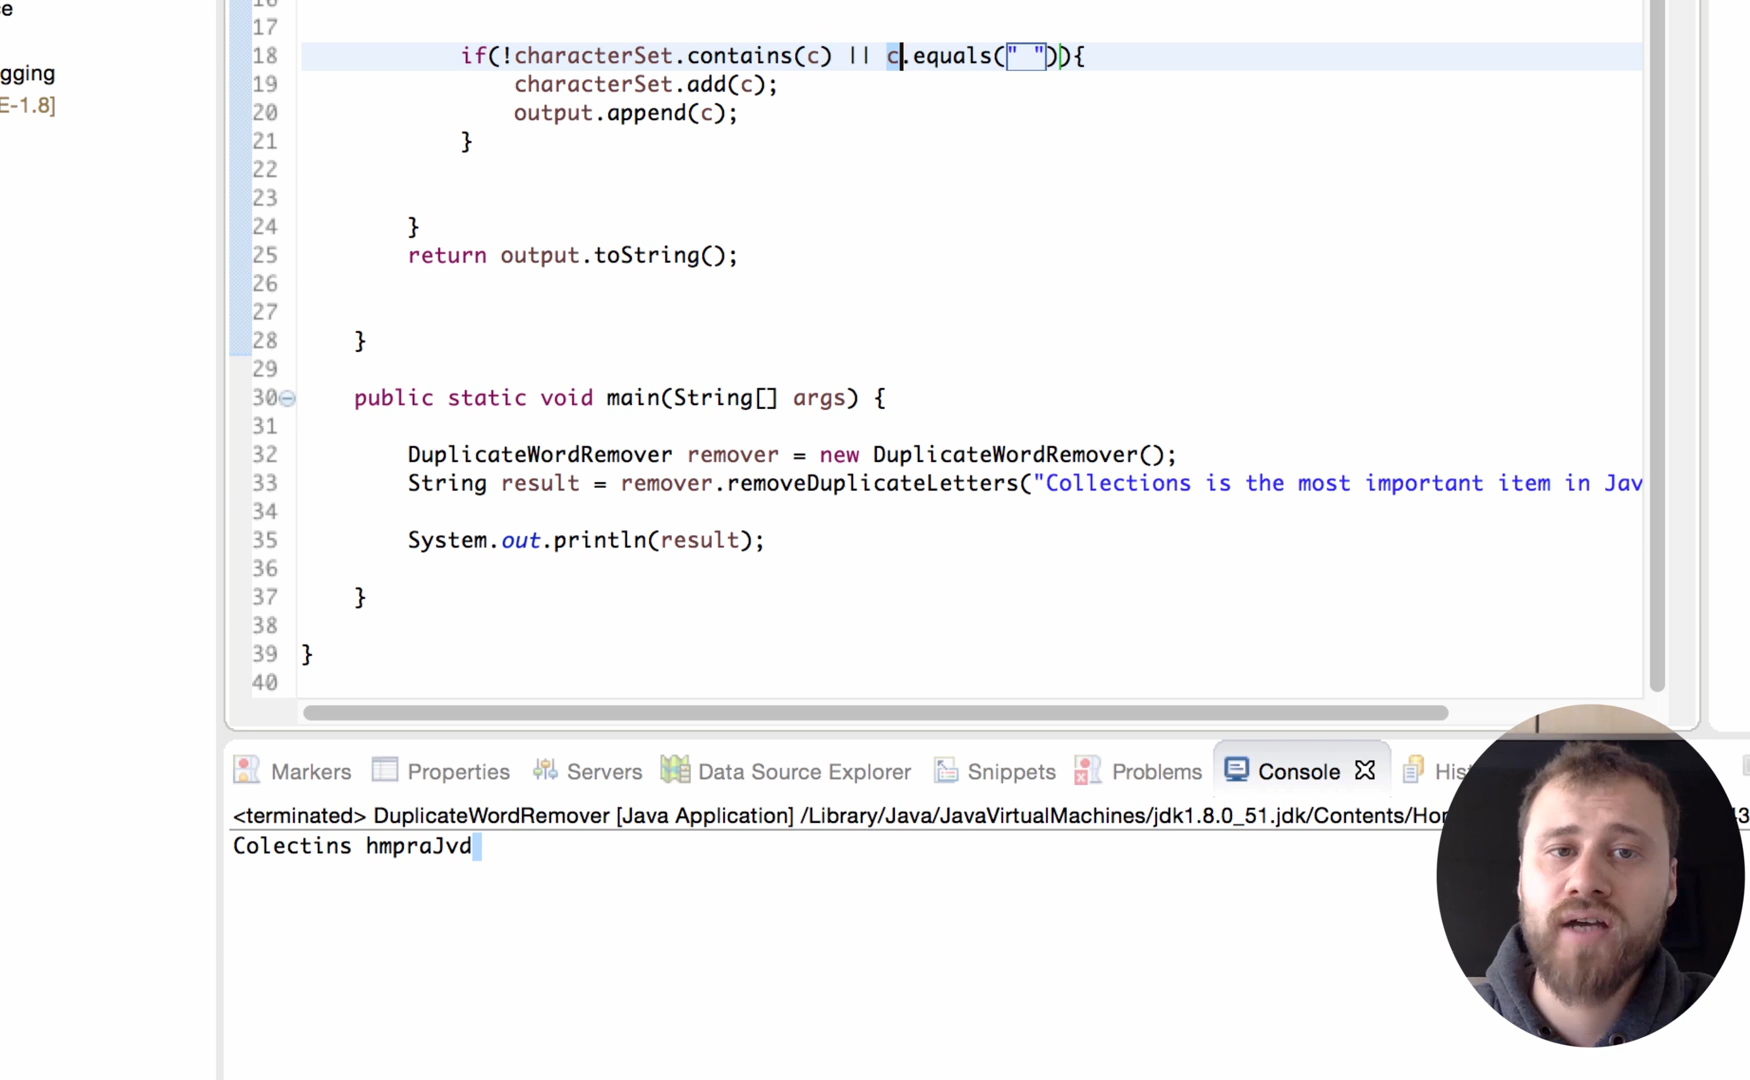 ce
gging
E-1.8]
16
17
18 if(!characterSet.contains(c) || c.equals(" ")){
19 characterSet.add(c);
20 output.append(c);
21 }
22
23
24 }
25 return output.toString();
26
27
28 }
29
30 public static void main(String[] args) {
31
32 DuplicateWordRemover remover = new DuplicateWordRemover();
33 String result = remover.removeDuplicateLetters("Collections is the most important item in Jav
34
35 System.out.println(result);
36
37 }
38
39 }
40
Markers Properties Servers Data Source Explorer Snippets Problems Console His
<terminated> DuplicateWordRemover [Java Application] /Library/Java/JavaVirtualMachines/jdk1.8.0_51.jdk/Contents/Hor
Colectins hmpraJvd